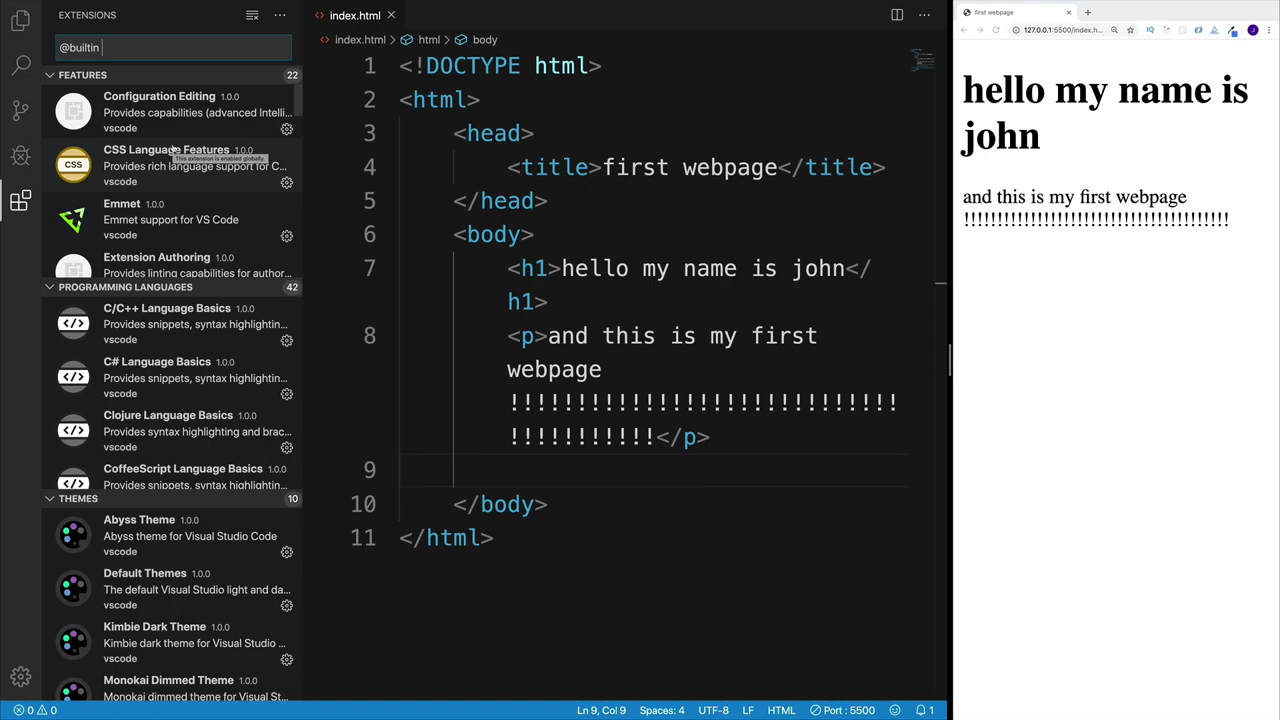 EXTENSIONS
@builtin
FEATURES 22
Configuration Editing 1.0.0
Provides capabilities (advanced Intelli...
vscode
CSS Language Features 1.0.0
This extension is enabled globally.
Provides rich language support for C...
vscode
Emmet 1.0.0
Emmet support for VS Code
vscode
Extension Authoring 1.0.0
Provides linting capabilities for author...
PROGRAMMING LANGUAGES 42
C/C++ Language Basics 1.0.0
Provides snippets, syntax highlightin...
vscode
C# Language Basics 1.0.0
Provides snippets, syntax highlightin...
vscode
Clojure Language Basics 1.0.0
Provides syntax highlighting and brac...
vscode
CoffeeScript Language Basics 1.0.0
Provides snippets, syntax highlightin...
THEMES 10
Abyss Theme 1.0.0
Abyss theme for Visual Studio Code
vscode
Default Themes 1.0.0
The default Visual Studio light and da...
vscode
Kimbie Dark Theme 1.0.0
Kimbie dark theme for Visual Studio ...
vscode
Monokai Dimmed Theme 1.0.0
Monokai dimmed theme for Visual St...
index.html
index.html > html > body
1 <!DOCTYPE html>
2 <html>
3 <head>
4 <title>first webpage</title>
5 </head>
6 <body>
7 <h1>hello my name is john</
h1>
8 <p>and this is my first
webpage
!!!!!!!!!!!!!!!!!!!!!!!!!!!!!
!!!!!!!!!!!</p>
9
10 </body>
11 </html>
0 0
Ln 9, Col 9 Spaces: 4 UTF-8 LF HTML Port : 5500 1
first webpage
127.0.0.1:5500/index.h...
IQ
J
hello my name is
john
and this is my first webpage
!!!!!!!!!!!!!!!!!!!!!!!!!!!!!!!!!!!!!!!!